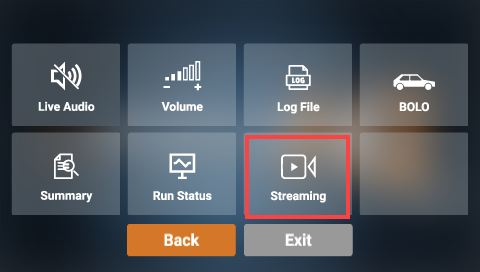 LOG
Live Audio
Volume
Log File
BOLO
Summary
Run Status
Streaming
Back
Exit